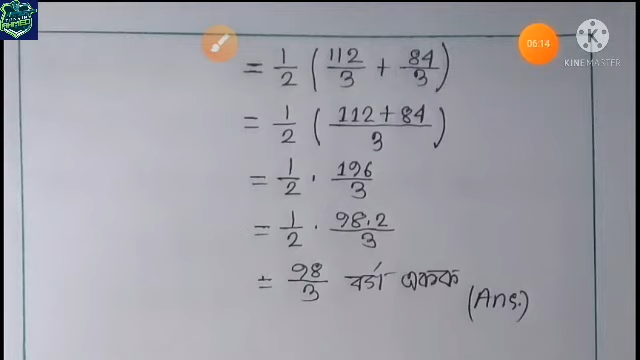 AHMED
06:14
KINEMASTER
= 1/2 (112/3 + 84/3)
= 1/2 (112+84/3)
= 1/2 · 196/3
= 1/2 · 98.2/3
= 98/3 বর্গ একক
(Ans:)